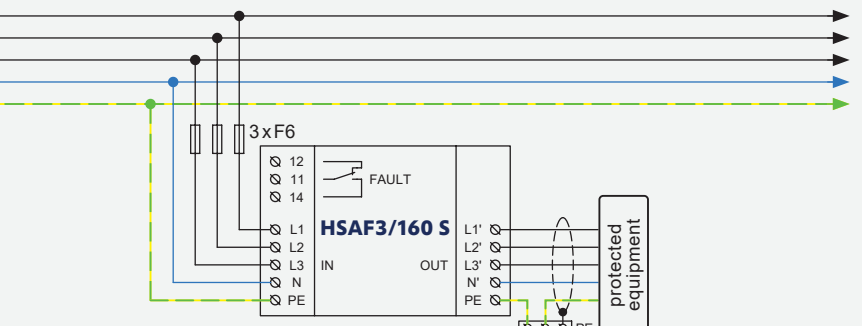 3xF6
12
11 FAULT
14
L1 HSAF3/160 S L1'
L2 L2'
L3 IN OUT L3'
N N'
PE PE
protected
equipment
PE